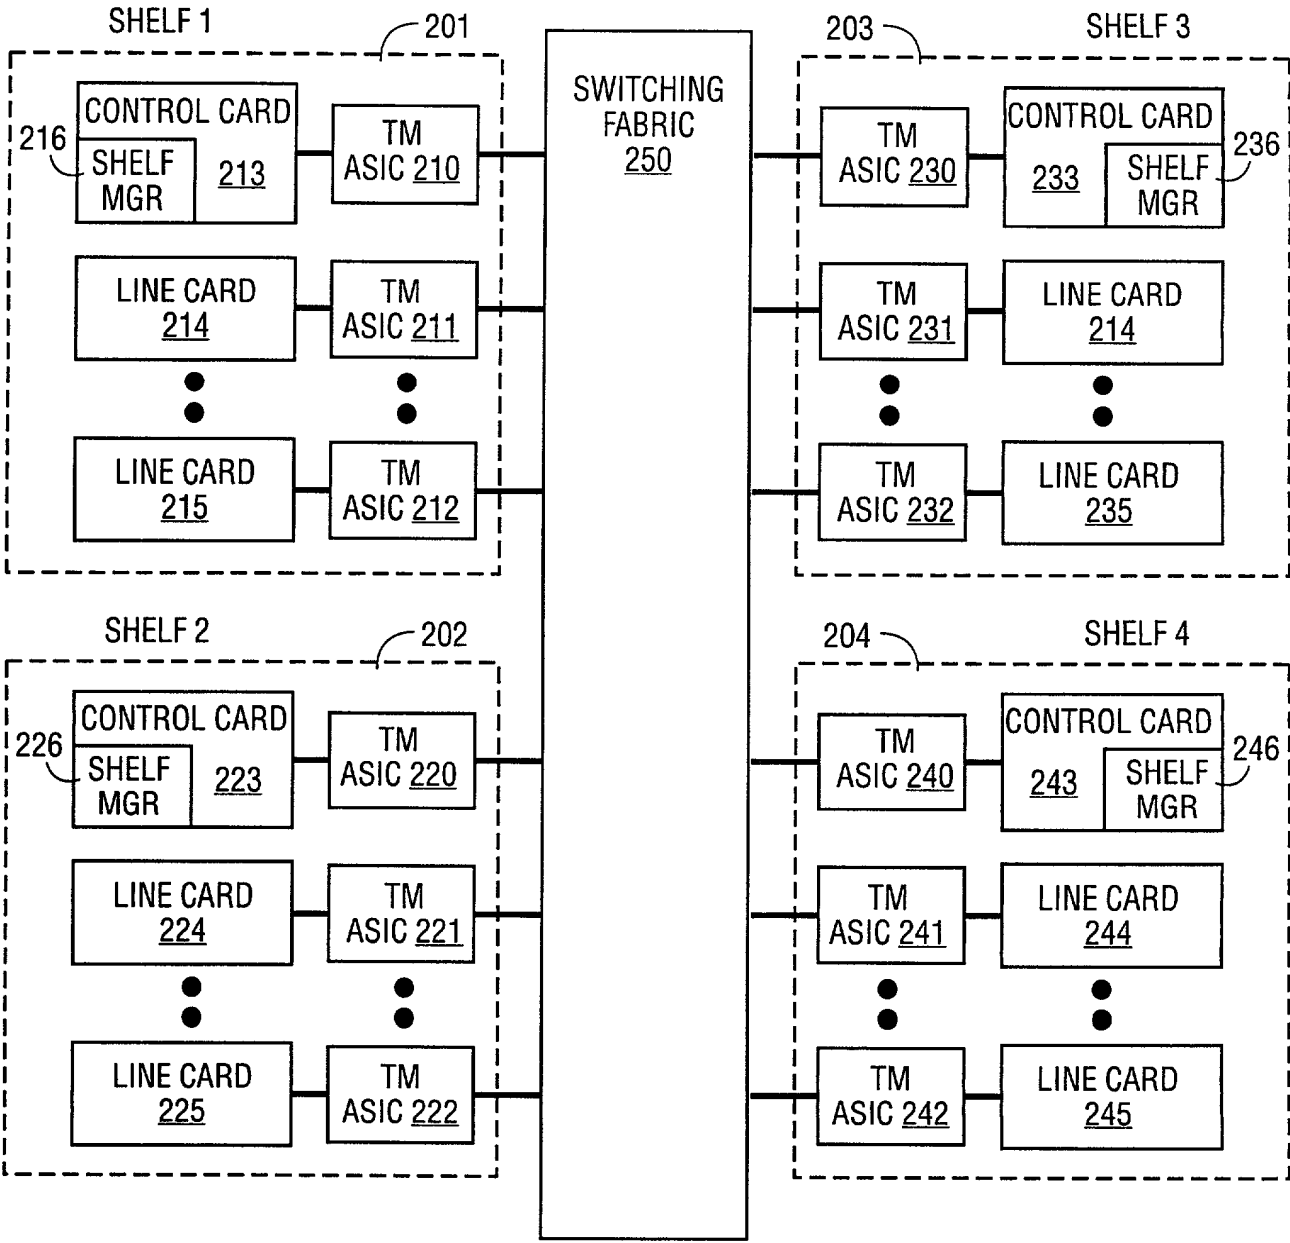 SHELF 1
201
CONTROL CARD
216
SHELF
MGR
213
TM
ASIC 210
LINE CARD
214
TM
ASIC 211
LINE CARD
215
TM
ASIC 212
SHELF 2
202
CONTROL CARD
226
SHELF
MGR
223
TM
ASIC 220
LINE CARD
224
TM
ASIC 221
LINE CARD
225
TM
ASIC 222
SWITCHING
FABRIC
250
203
SHELF 3
TM
ASIC 230
CONTROL CARD
233
SHELF
MGR
236
TM
ASIC 231
LINE CARD
214
TM
ASIC 232
LINE CARD
235
204
SHELF 4
TM
ASIC 240
CONTROL CARD
243
SHELF
MGR
246
TM
ASIC 241
LINE CARD
244
TM
ASIC 242
LINE CARD
245